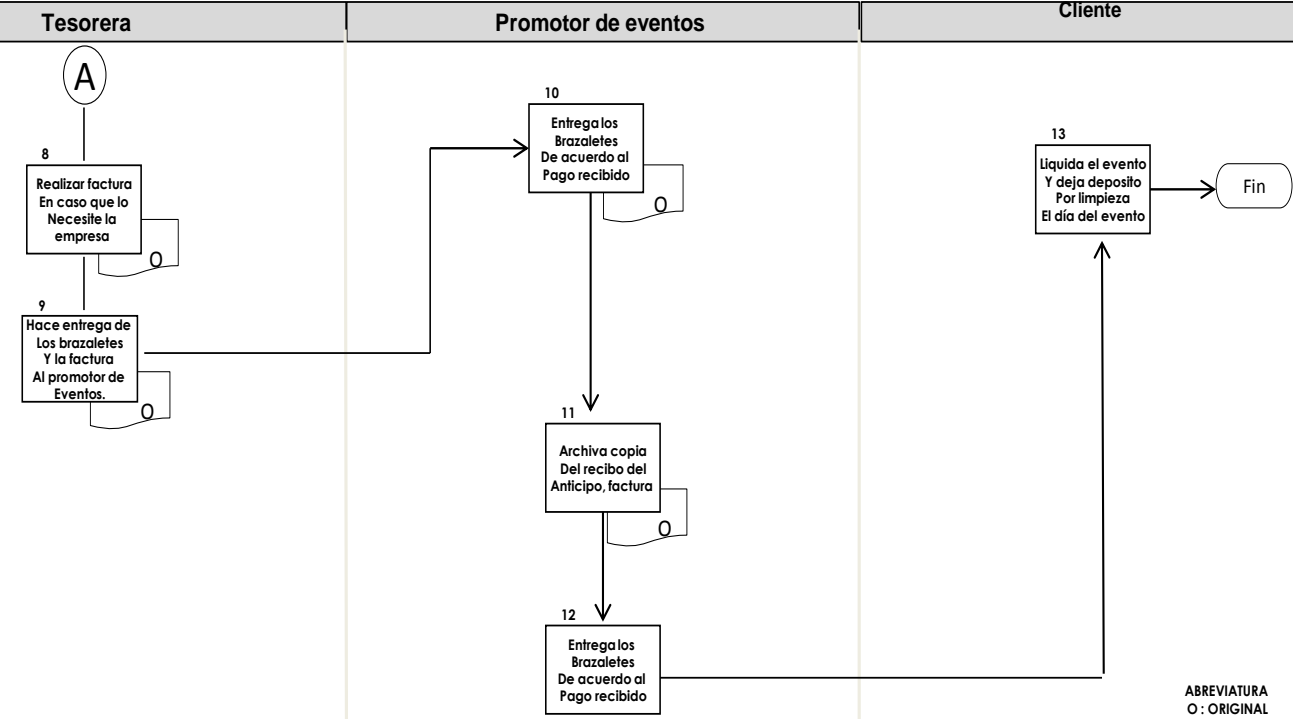 Tesorera
Promotor de eventos
Cliente
A
8
Realizar factura
En caso que lo
Necesite la
empresa
O
9
Hace entrega de
Los brazaletes
Y la factura
Al promotor de
Eventos.
O
10
Entrega los
Brazaletes
De acuerdo al
Pago recibido
O
11
Archiva copia
Del recibo del
Anticipo, factura
O
12
Entrega los
Brazaletes
De acuerdo al
Pago recibido
13
Liquida el evento
Y deja deposito
Por limpieza
El día del evento
Fin
ABREVIATURA
O : ORIGINAL